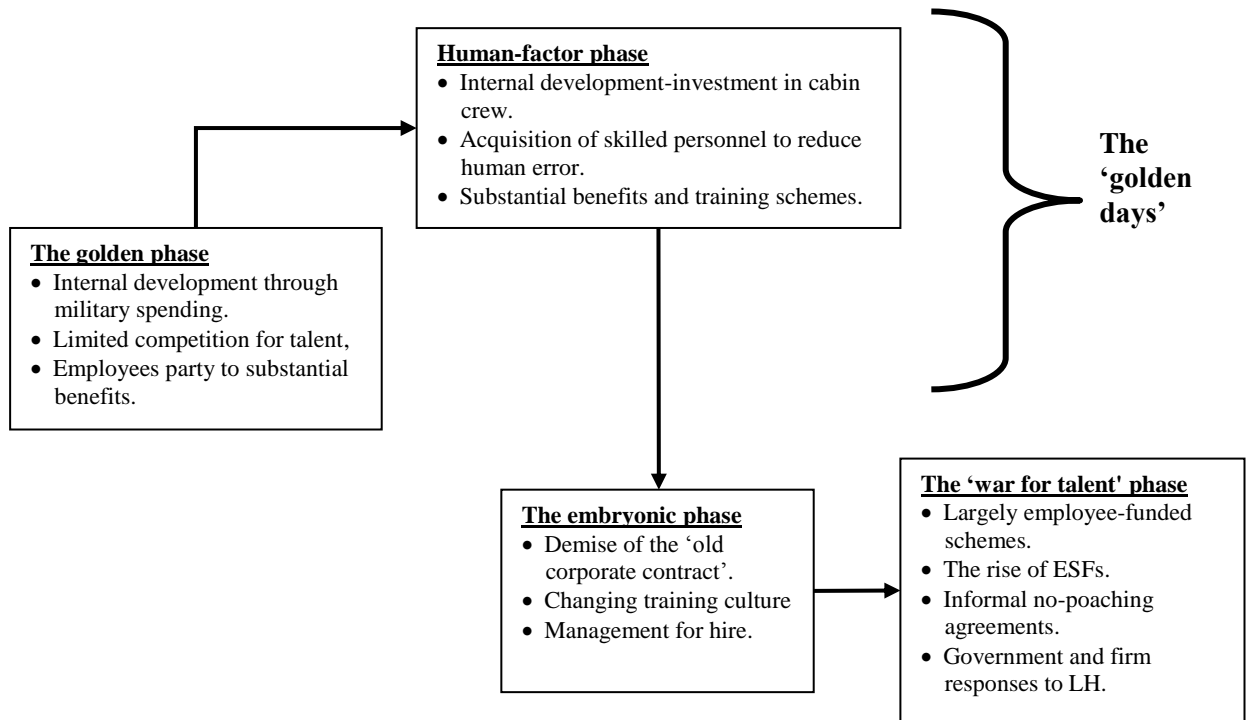 Human-factor phase
• Internal development-investment in cabin
crew.
• Acquisition of skilled personnel to reduce
human error.
• Substantial benefits and training schemes.
The
‘golden
days’
The golden phase
• Internal development through
military spending.
• Limited competition for talent,
• Employees party to substantial
benefits.
The embryonic phase
• Demise of the ‘old
corporate contract’.
• Changing training culture
• Management for hire.
The ‘war for talent' phase
• Largely employee-funded
schemes.
• The rise of ESFs.
• Informal no-poaching
agreements.
• Government and firm
responses to LH.